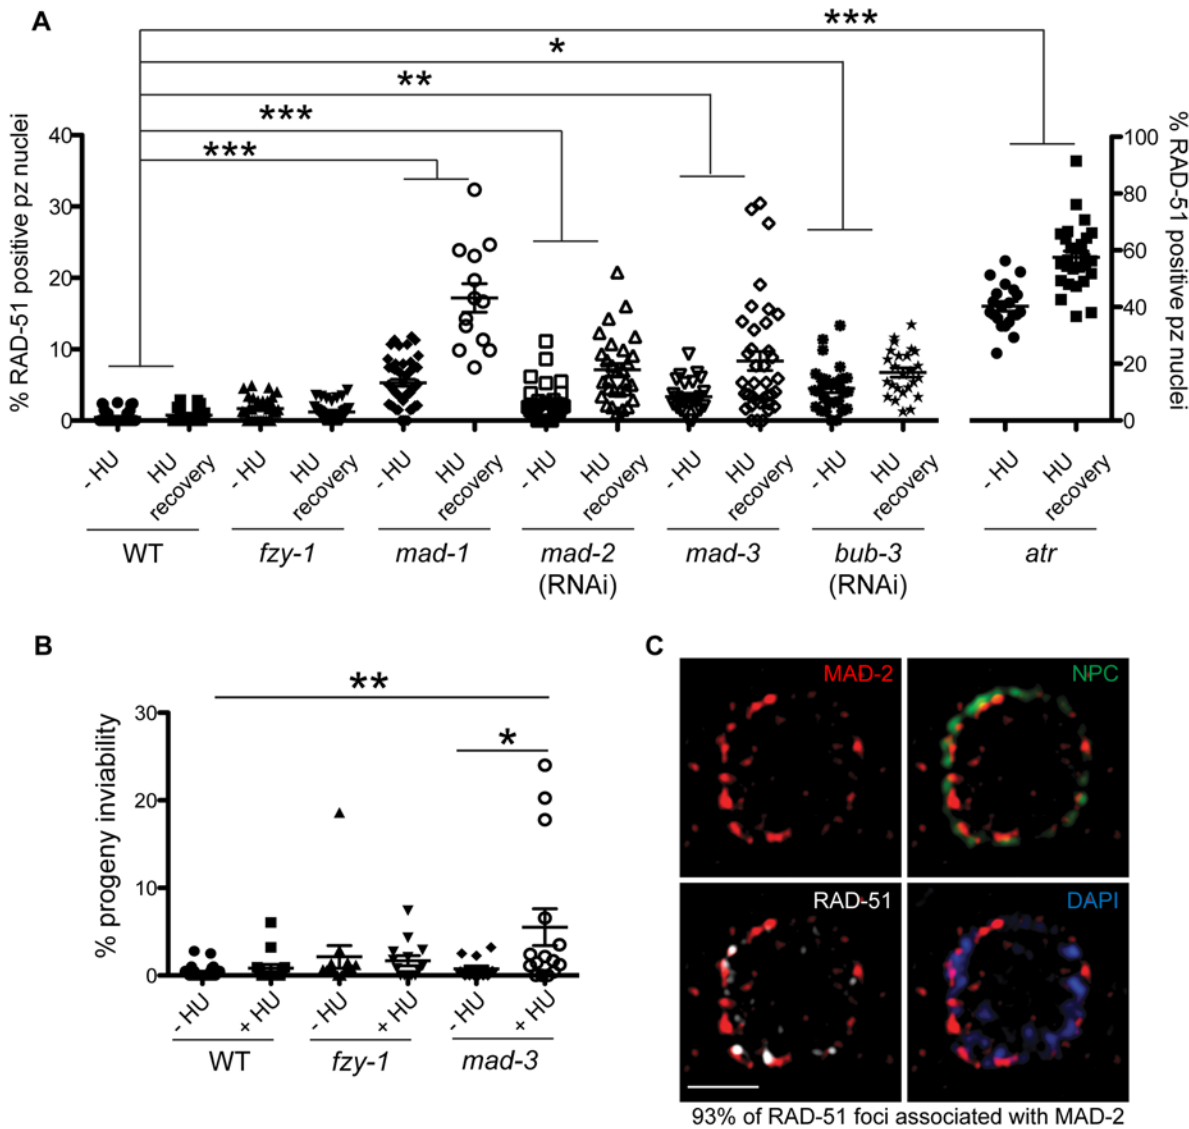 A
***
*
**
***
***
% RAD-51 positive pz nuclei
40
30
20
10
0
100
80
60
40
20
0
% RAD-51 positive pz nuclei
- HU
HU recovery
- HU
HU recovery
- HU
HU recovery
- HU
HU recovery
- HU
HU recovery
- HU
HU recovery
- HU
HU recovery
WT
fzy-1
mad-1
mad-2 (RNAi)
mad-3
bub-3 (RNAi)
atr
B
**
*
% progeny inviability
30
20
10
0
- HU
+ HU
- HU
+ HU
- HU
+ HU
WT
fzy-1
mad-3
C
MAD-2
NPC
RAD-51
DAPI
93% of RAD-51 foci associated with MAD-2